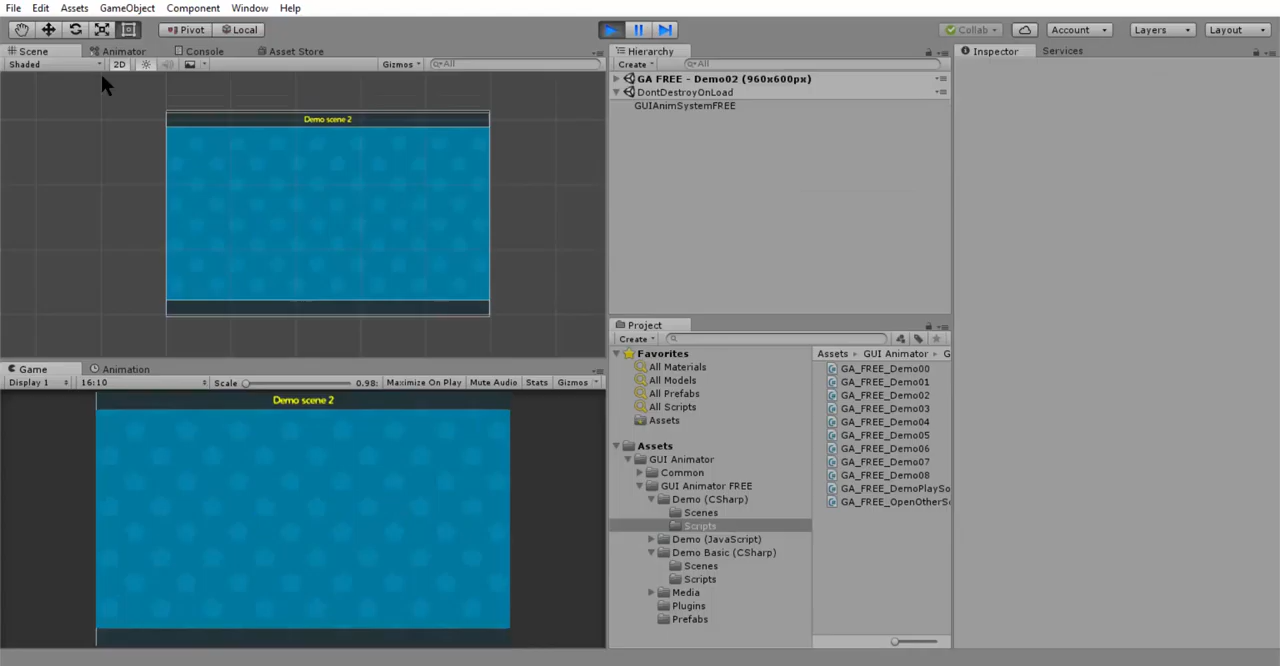 File Edit Assets GameObject Component Window Help
Pivot Local Collab Account Layers Layout
Scene Animator Console Asset Store
Shaded 2D Gizmos All
Demo scene 2
Game Animation
Display 1 16:10 Scale 0.98: Maximize On Play Mute Audio Stats Gizmos
Demo scene 2
Hierarchy
Create All
GA FREE - Demo02 (960x600px)
DontDestroyOnLoad
GUIAnimSystemFREE
Project
Create
Favorites
All Materials
All Models
All Prefabs
All Scripts
Assets
Assets
GUI Animator
Common
GUI Animator FREE
Demo (CSharp)
Scenes
Scripts
Demo (JavaScript)
Demo Basic (CSharp)
Scenes
Scripts
Media
Plugins
Prefabs
Assets GUI Animator G
GA_FREE_Demo00
GA_FREE_Demo01
GA_FREE_Demo02
GA_FREE_Demo03
GA_FREE_Demo04
GA_FREE_Demo05
GA_FREE_Demo06
GA_FREE_Demo07
GA_FREE_Demo08
GA_FREE_DemoPlaySo
GA_FREE_OpenOtherS
Inspector Services